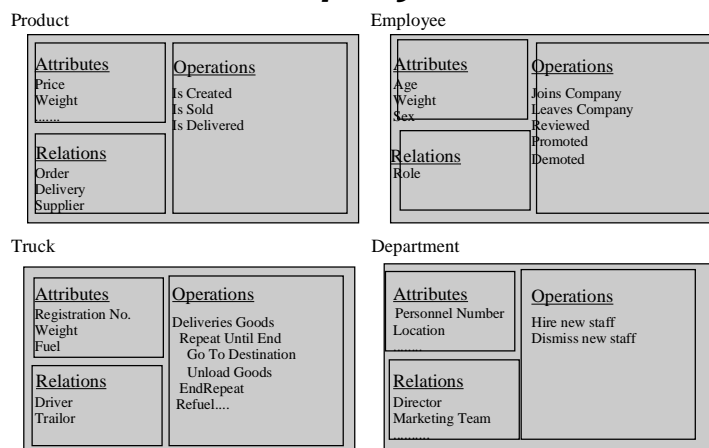 Product
Attributes
Price
Weight
.......
Relations
Order
Delivery
Supplier
Operations
Is Created
Is Sold
Is Delivered
Employee
Attributes
Age
Weight
Sex
Relations
Role
Operations
Joins Company
Leaves Company
Reviewed
Promoted
Demoted
Truck
Attributes
Registration No.
Weight
Fuel
Relations
Driver
Trailor
Operations
Deliveries Goods
Repeat Until End
Go To Destination
Unload Goods
EndRepeat
Refuel....
Department
Attributes
Personnel Number
Location
........
Relations
Director
Marketing Team
..........
Operations
Hire new staff
Dismiss new staff